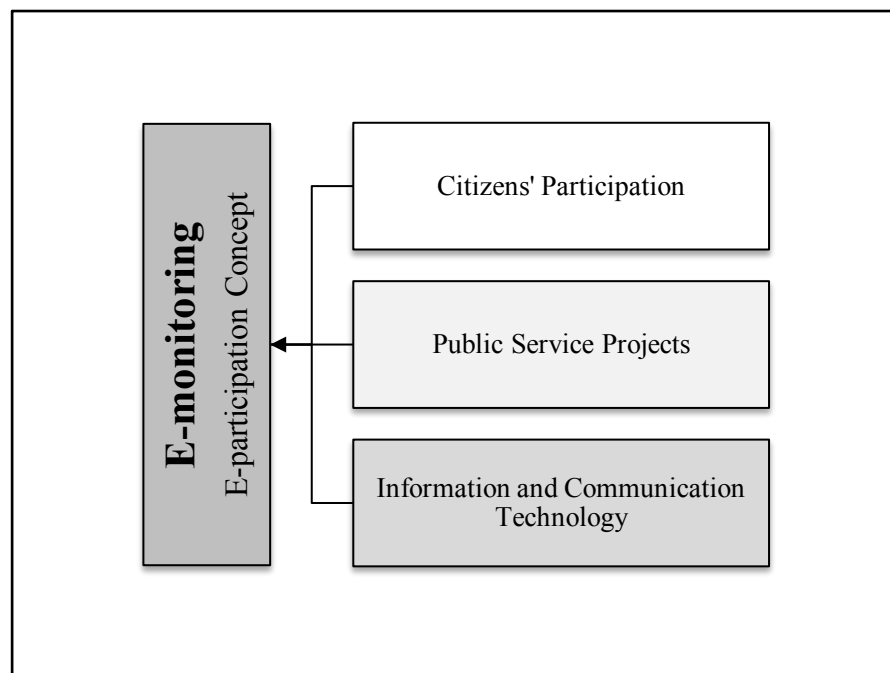 E-monitoring
E-participation Concept
Citizens' Participation
Public Service Projects
Information and Communication
Technology